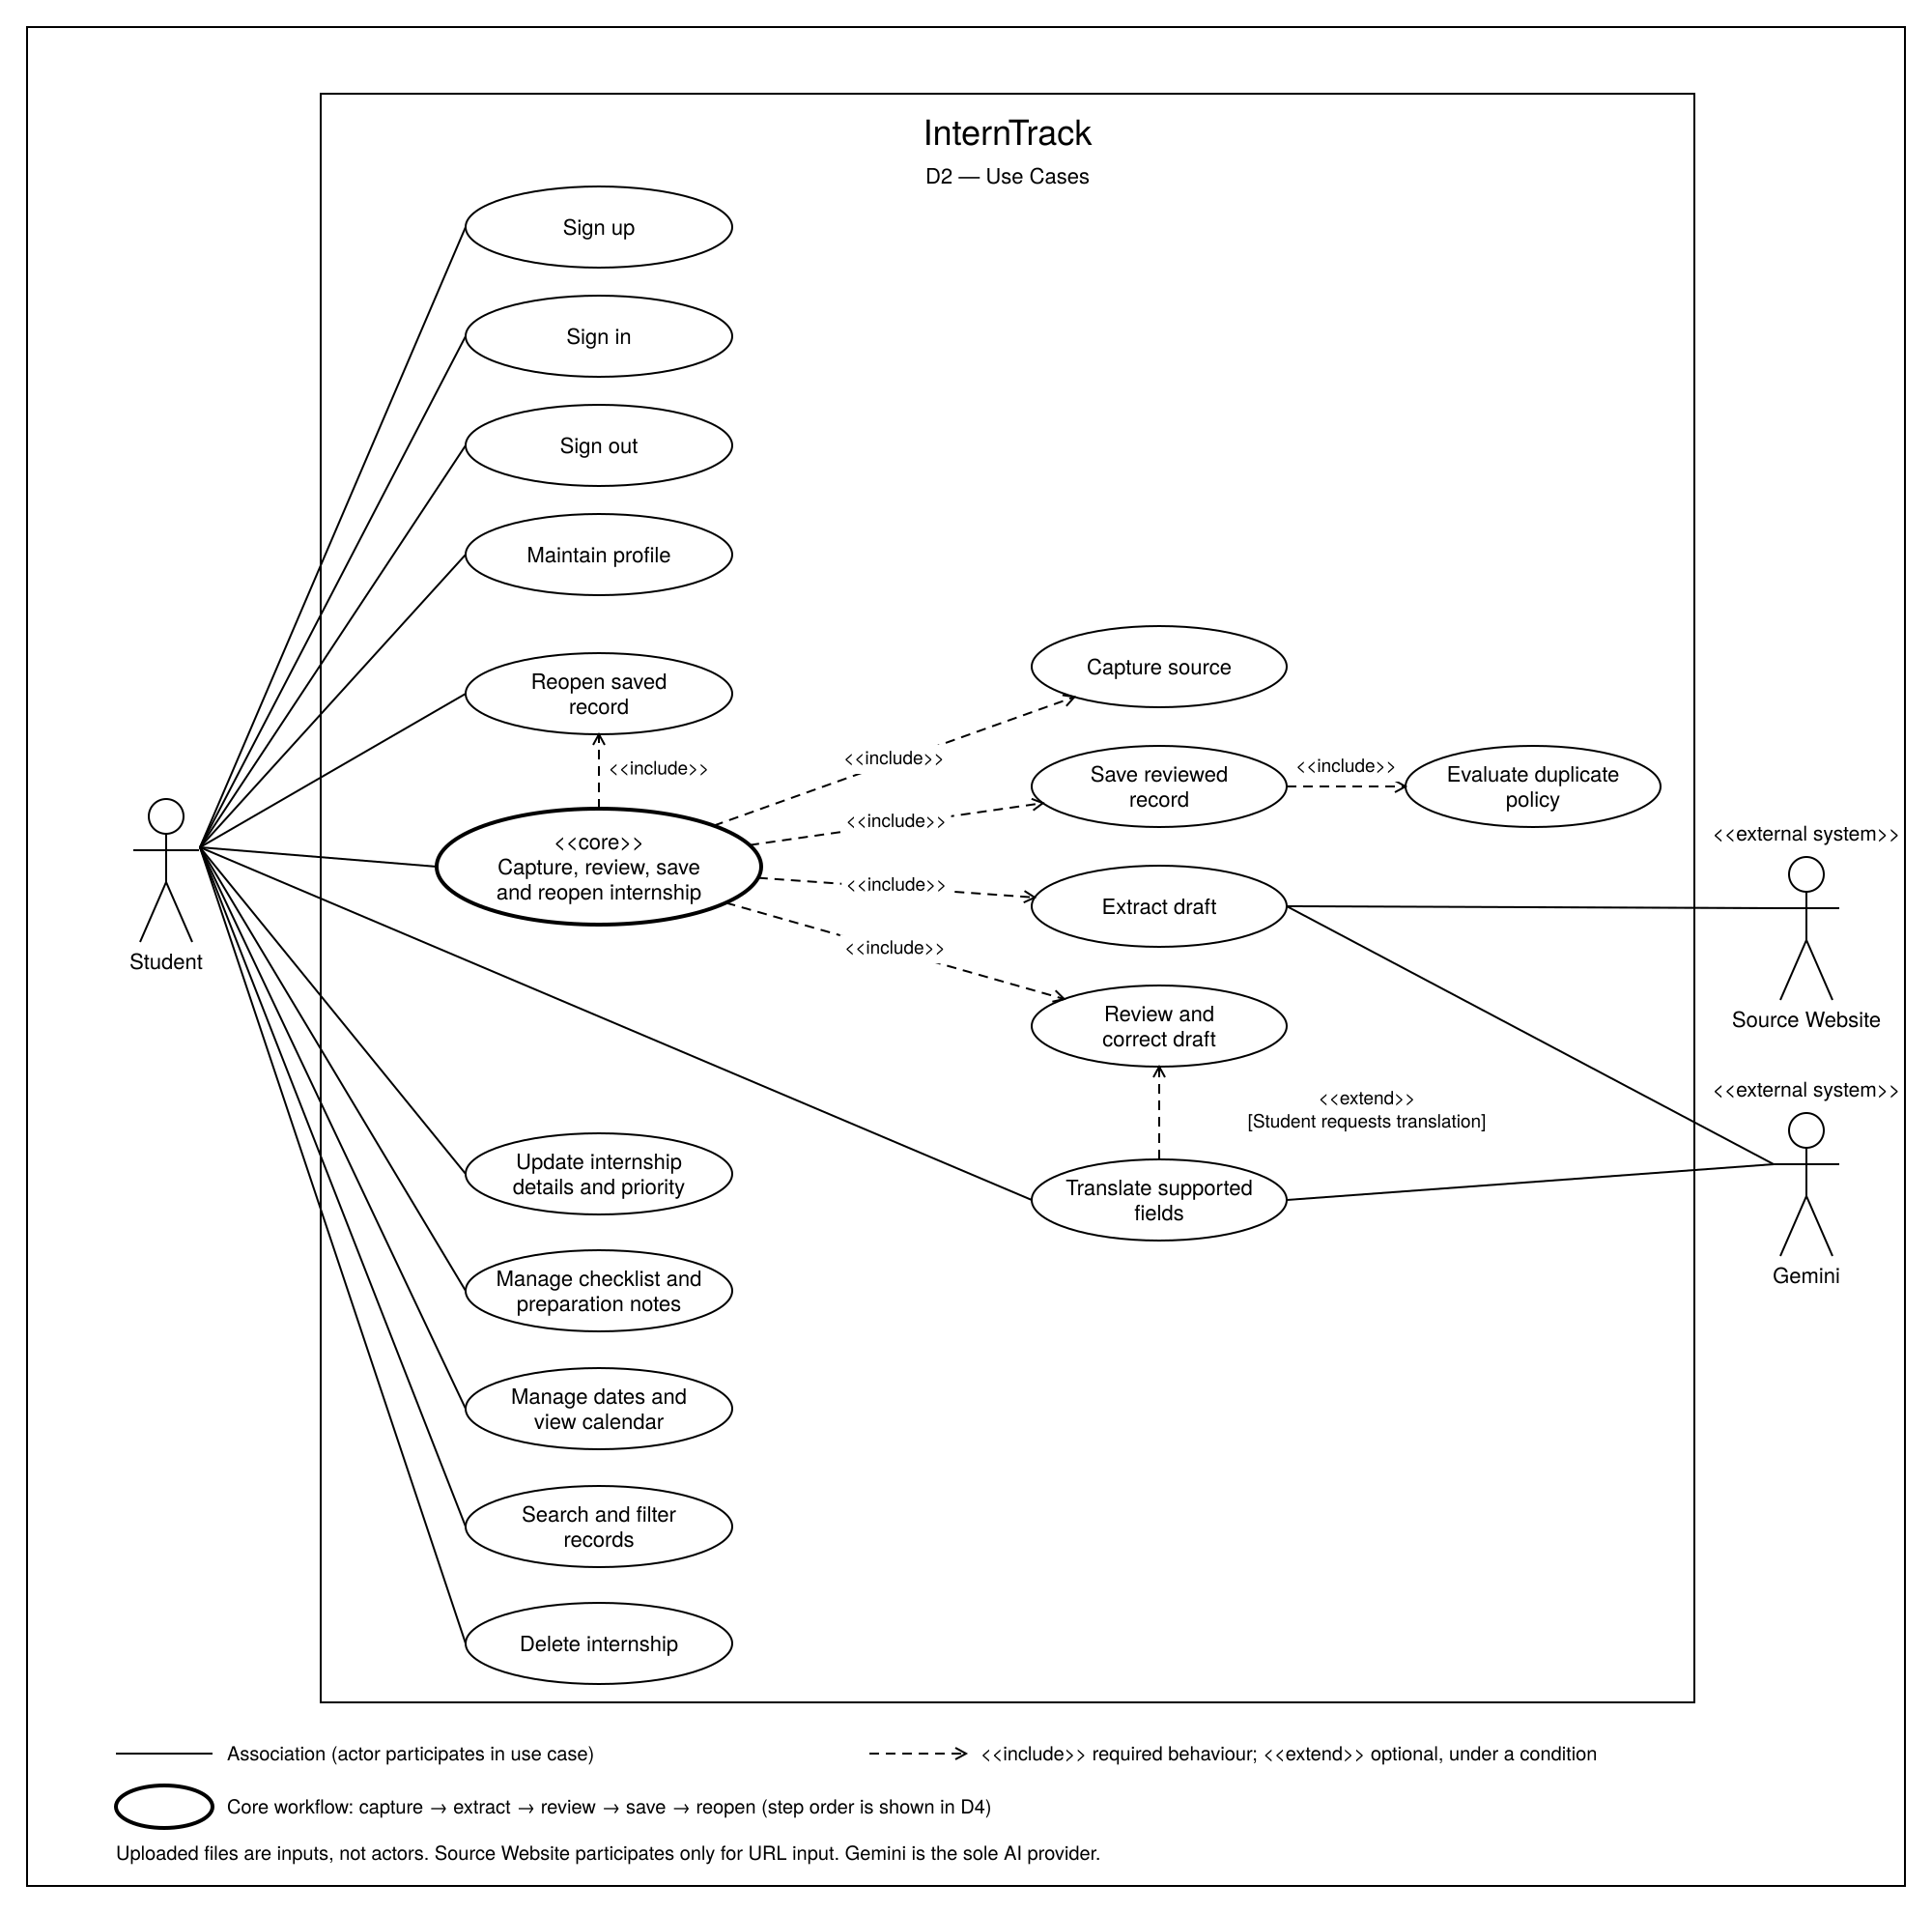 InternTrack
D2 — Use Cases
Sign up
Sign in
Sign out
Maintain profile
Reopen saved
record
<<include>>
<<core>>
Capture, review, save
and reopen internship
Student
<<include>>
<<include>>
<<include>>
<<include>>
Capture source
Save reviewed
record
<<include>>
Evaluate duplicate
policy
Extract draft
Review and
correct draft
<<extend>>
[Student requests translation]
Translate supported
fields
<<external system>>
Source Website
<<external system>>
Gemini
Update internship
details and priority
Manage checklist and
preparation notes
Manage dates and
view calendar
Search and filter
records
Delete internship
Association (actor participates in use case)
<<include>> required behaviour; <<extend>> optional, under a condition
Core workflow: capture → extract → review → save → reopen (step order is shown in D4)
Uploaded files are inputs, not actors. Source Website participates only for URL input. Gemini is the sole AI provider.